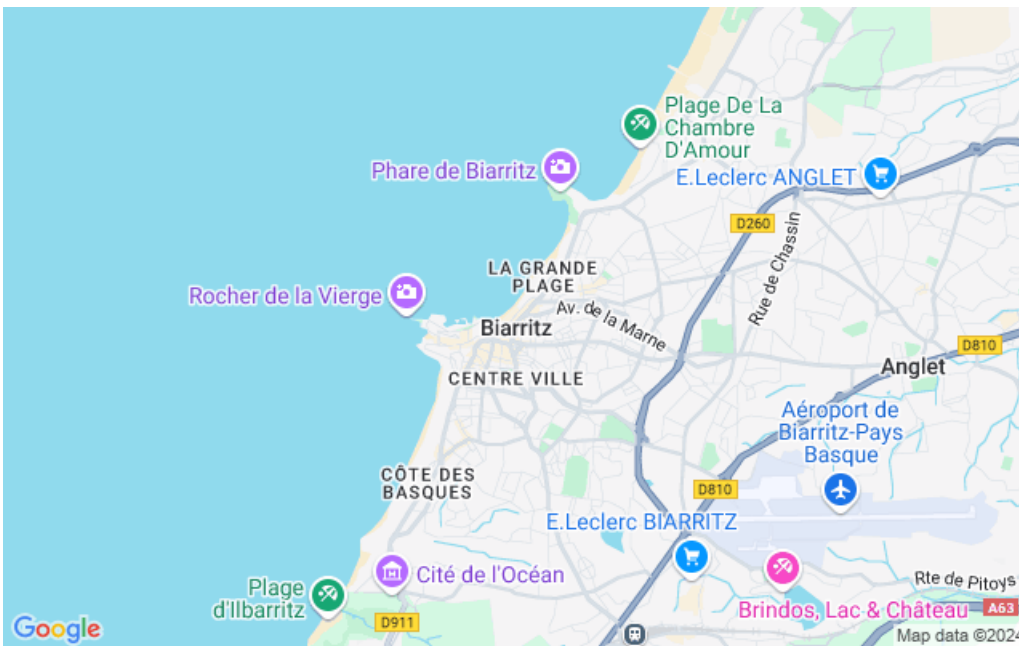 Plage De La
Chambre
D'Amour
Phare de Biarritz
E.Leclerc ANGLET
D260
Rue de Chassin
LA GRANDE
PLAGE
Rocher de la Vierge
Av. de la Marne
Biarritz
D810
Anglet
CENTRE VILLE
Aéroport de
Biarritz-Pays
Basque
CÔTE DES
BASQUES
D810
E.Leclerc BIARRITZ
Cité de l'Océan
Plage
d'Ilbarritz
Rte de Pitoys
Brindos, Lac & Château
A63
D911
Google
Map data ©2024